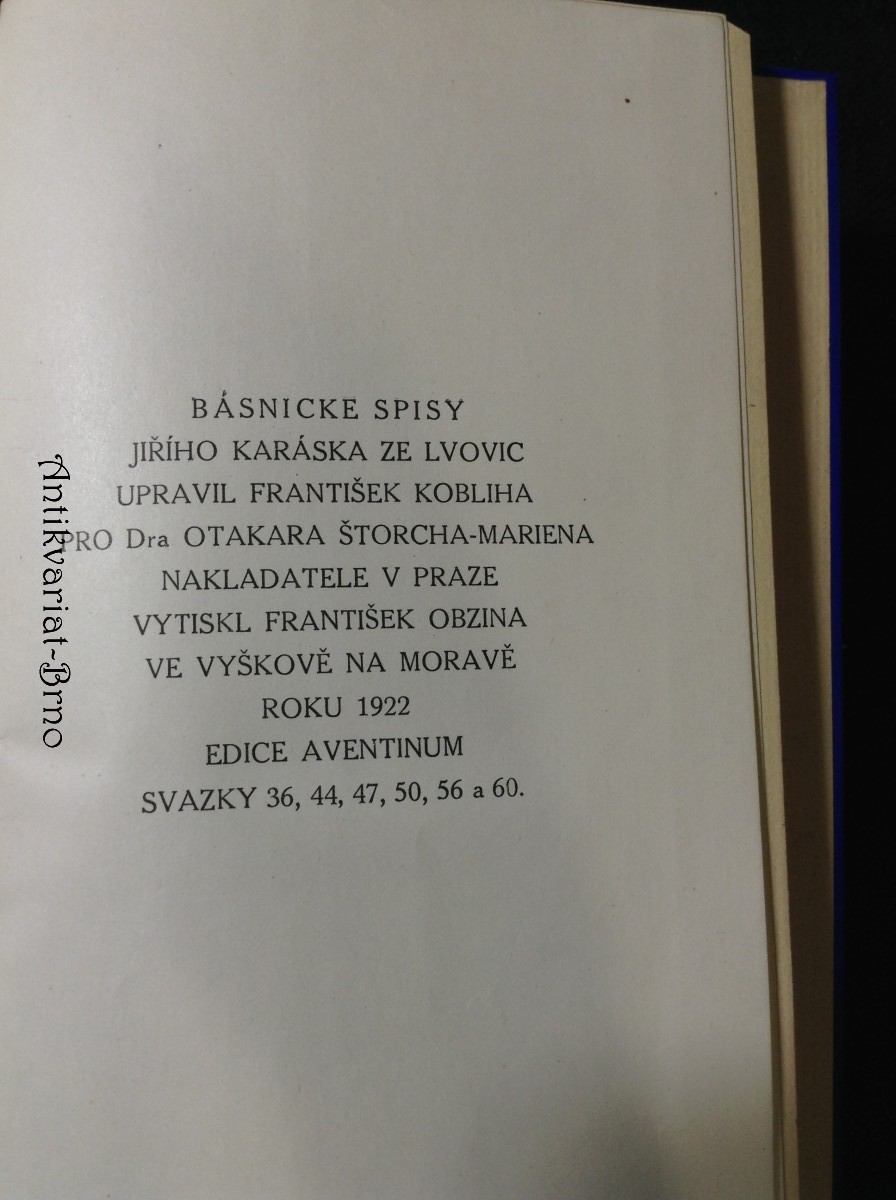 BÁSNICKE SPISY
JIŘÍHO KARÁSKA ZE LVOVIC
UPRAVIL FRANTIŠEK KOBLIHA
PRO Dra OTAKARA ŠTORCHA-MARIENA
NAKLADATELE V PRAZE
VYTISKL FRANTIŠEK OBZINA
VE VYŠKOVĚ NA MORAVĚ
ROKU 1922
EDICE AVENTINUM
SVAZKY 36, 44, 47, 50, 56 a 60.
Antikvariat-Brno